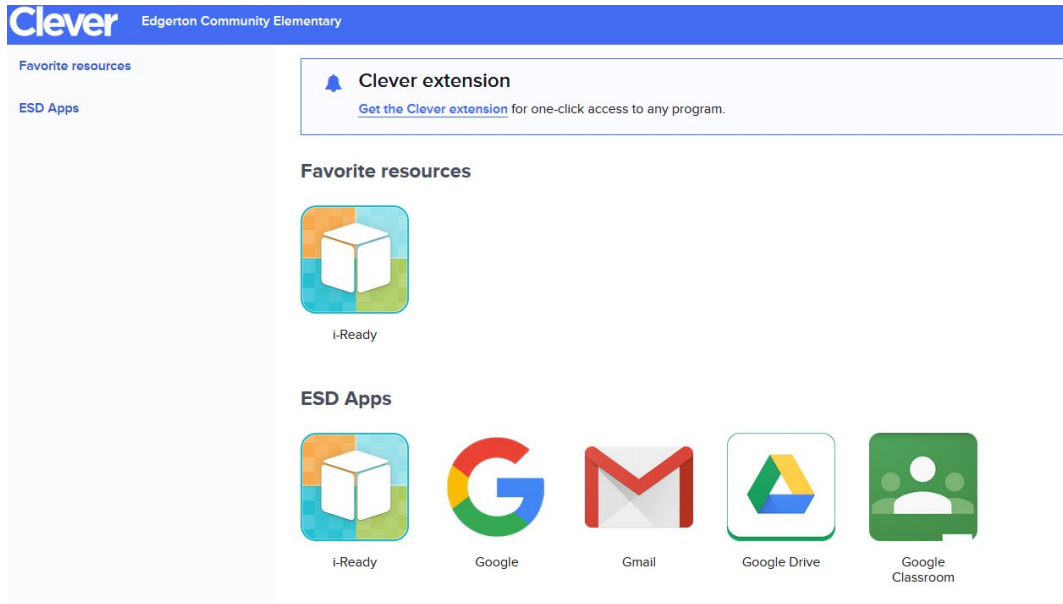 Clever Edgerton Community Elementary
Favorite resources
ESD Apps
Clever extension
Get the Clever extension for one-click access to any program.
Favorite resources
i-Ready
ESD Apps
i-Ready
Google
Gmail
Google Drive
Google
Classroom